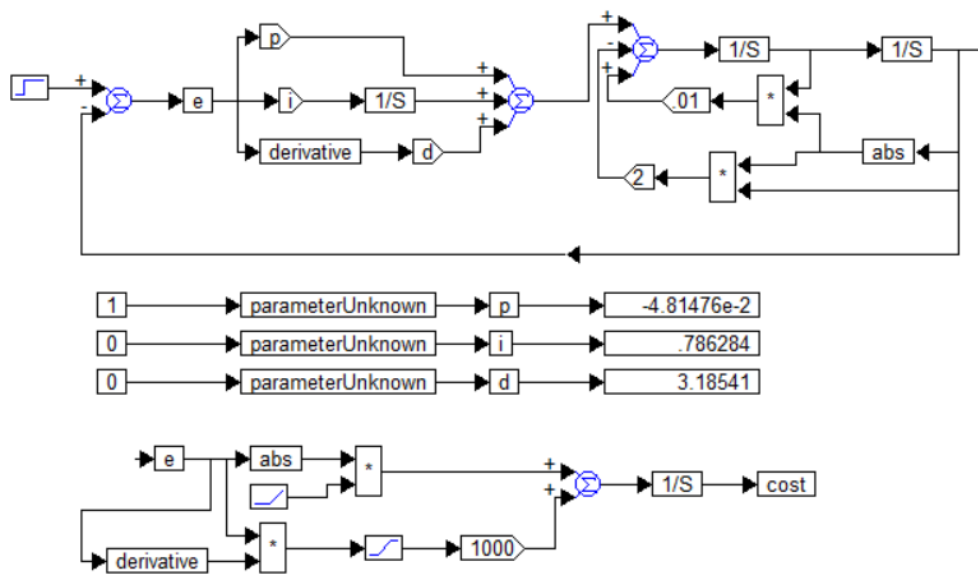 + + - Σ e p i 1/S derivative d + + + Σ + - + Σ 1/S 1/S
.01 * abs
2 *
1 parameterUnknown p -4.81476e-2
0 parameterUnknown i .786284
0 parameterUnknown d 3.18541
e abs * + + Σ 1/S cost
derivative * 1000